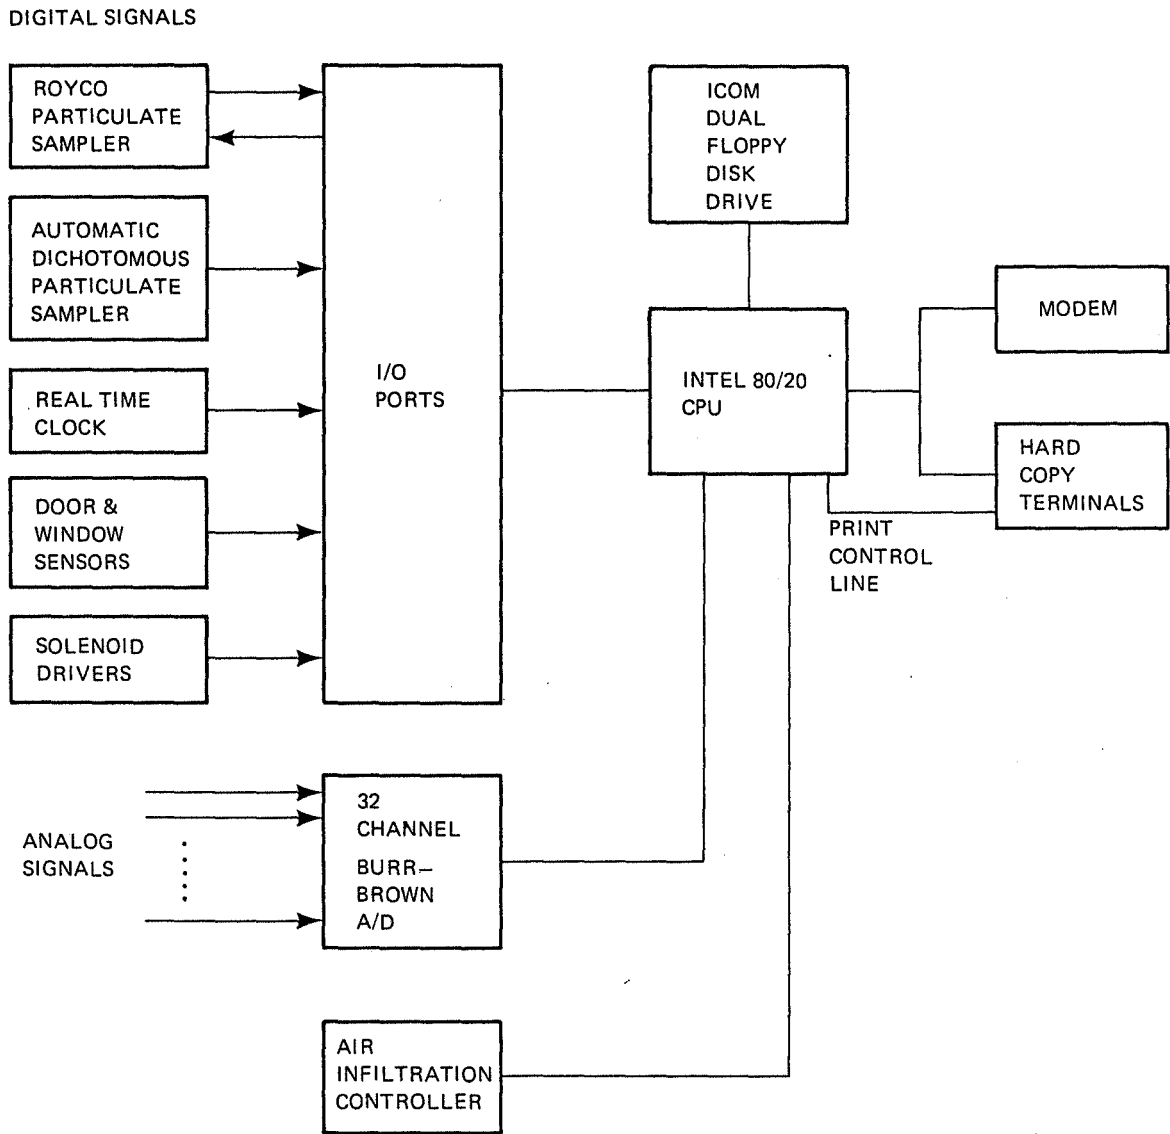 DIGITAL SIGNALS
ROYCO
PARTICULATE
SAMPLER
AUTOMATIC
DICHOTOMOUS
PARTICULATE
SAMPLER
REAL TIME
CLOCK
DOOR &
WINDOW
SENSORS
SOLENOID
DRIVERS
I/O
PORTS
ICOM
DUAL
FLOPPY
DISK
DRIVE
INTEL 80/20
CPU
MODEM
HARD
COPY
TERMINALS
PRINT
CONTROL
LINE
ANALOG
SIGNALS
32
CHANNEL
BURR–
BROWN
A/D
AIR
INFILTRATION
CONTROLLER